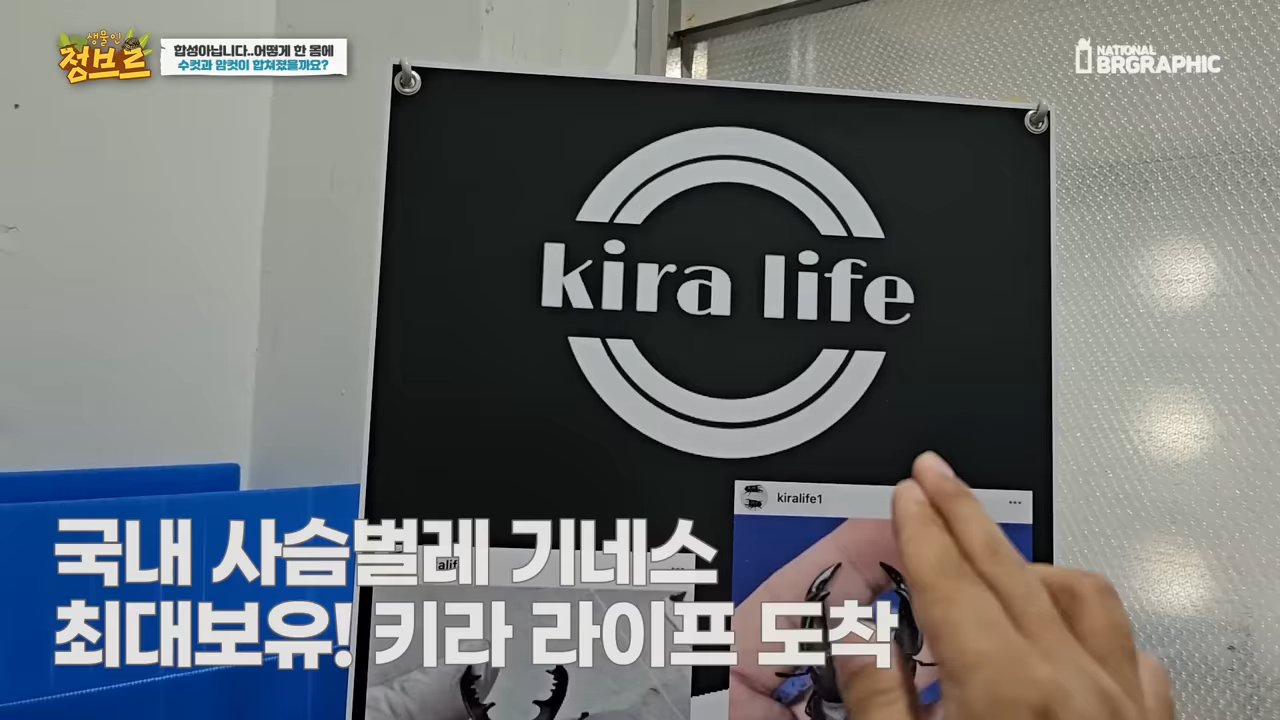 생물인
정브르
합성아닙니다..어떻게 한 몸에
수컷과 암컷이 합쳐졌을까요?
NATIONAL
BRGRAPHIC
kira life
kiralife1
alif
국내 사슴벌레 기네스
최대보유! 키라 라이프 도착